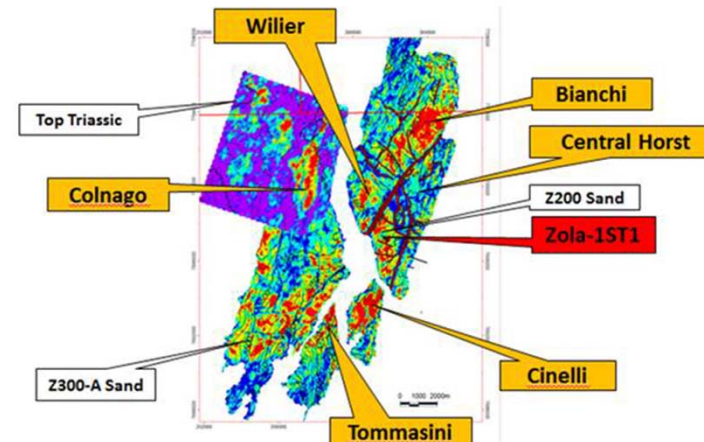 Wilier
Bianchi
Top Triassic
Central Horst
Colnago
Z200 Sand
Zola-1ST1
Z300-A Sand
Cinelli
0 1000 2000m
Tommasini